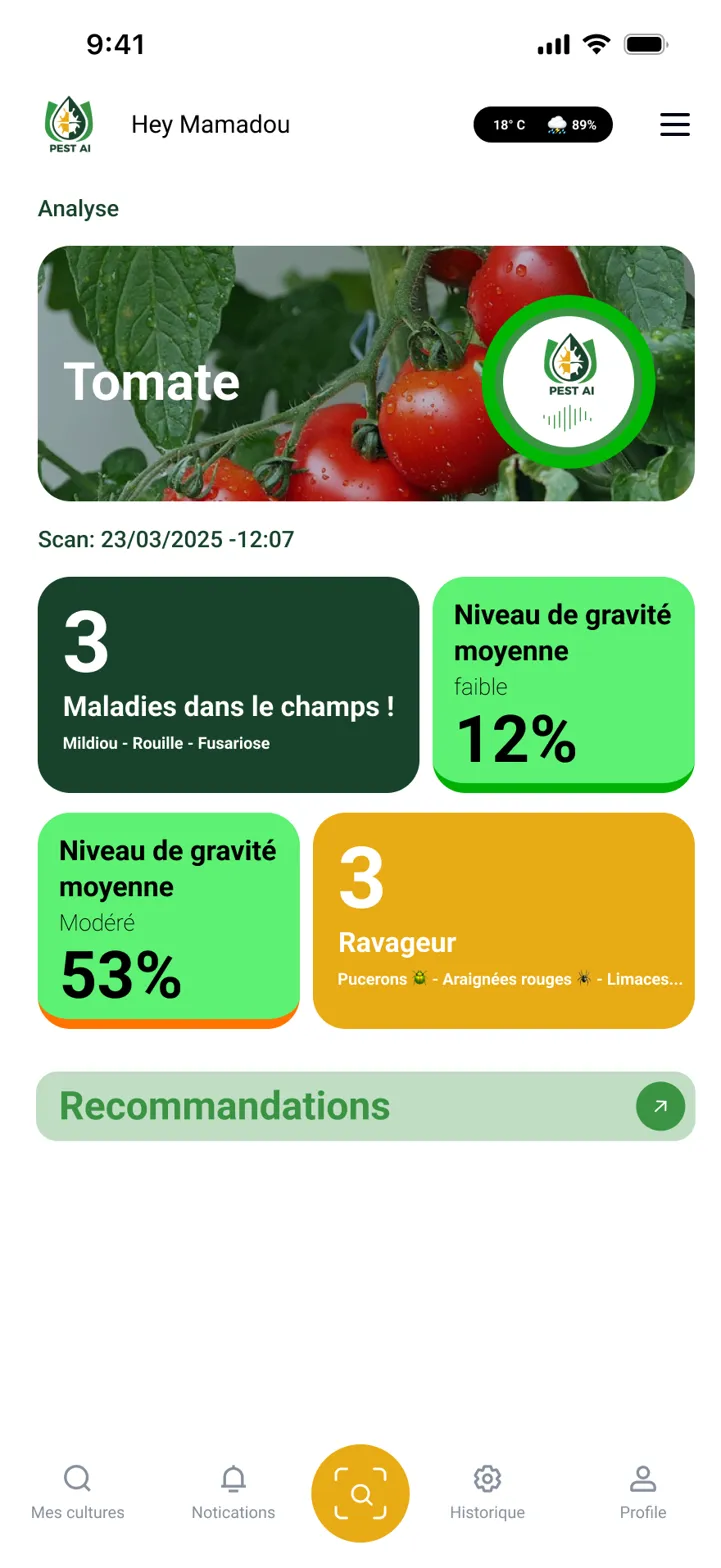 9:41
PEST AI
Hey Mamadou
18° C 89%
Analyse
Tomate
PEST AI
Scan: 23/03/2025 -12:07
3
Maladies dans le champs !
Mildiou - Rouille - Fusariose
Niveau de gravité
moyenne
faible
12%
Niveau de gravité
moyenne
Modéré
53%
3
Ravageur
Pucerons 🪲 - Araignées rouges 🕷 - Limaces...
Recommandations
Mes cultures
Notications
Historique
Profile